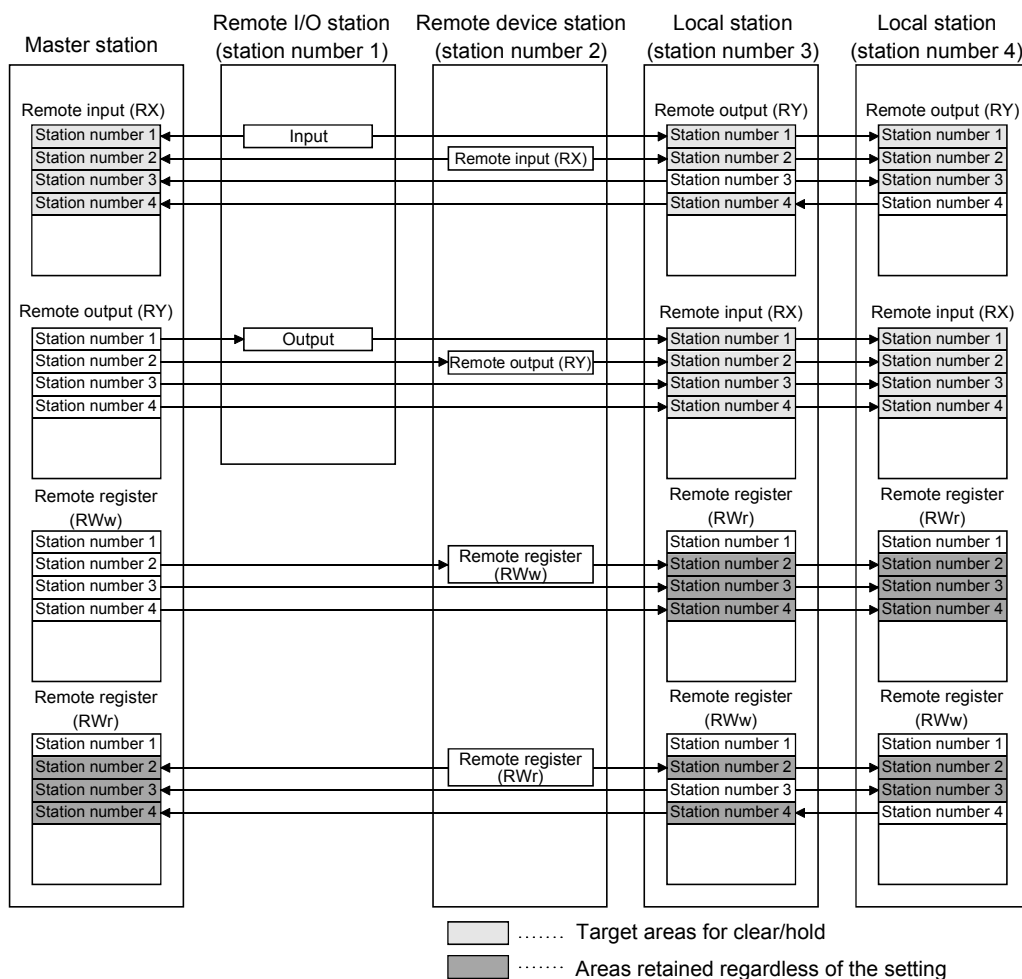 Master station
Remote I/O station
(station number 1)
Remote device station
(station number 2)
Local station
(station number 3)
Local station
(station number 4)
Remote input (RX)
Station number 1
Station number 2
Station number 3
Station number 4
Input
Remote input (RX)
Remote output (RY)
Station number 1
Station number 2
Station number 3
Station number 4
Remote output (RY)
Station number 1
Station number 2
Station number 3
Station number 4
Remote output (RY)
Station number 1
Station number 2
Station number 3
Station number 4
Output
Remote output (RY)
Remote input (RX)
Station number 1
Station number 2
Station number 3
Station number 4
Remote input (RX)
Station number 1
Station number 2
Station number 3
Station number 4
Remote register
(RWw)
Station number 1
Station number 2
Station number 3
Station number 4
Remote register
(RWw)
Remote register
(RWr)
Station number 1
Station number 2
Station number 3
Station number 4
Remote register
(RWr)
Station number 1
Station number 2
Station number 3
Station number 4
Remote register
(RWr)
Station number 1
Station number 2
Station number 3
Station number 4
Remote register
(RWr)
Remote register
(RWw)
Station number 1
Station number 2
Station number 3
Station number 4
Remote register
(RWw)
Station number 1
Station number 2
Station number 3
Station number 4
....... Target areas for clear/hold
....... Areas retained regardless of the setting